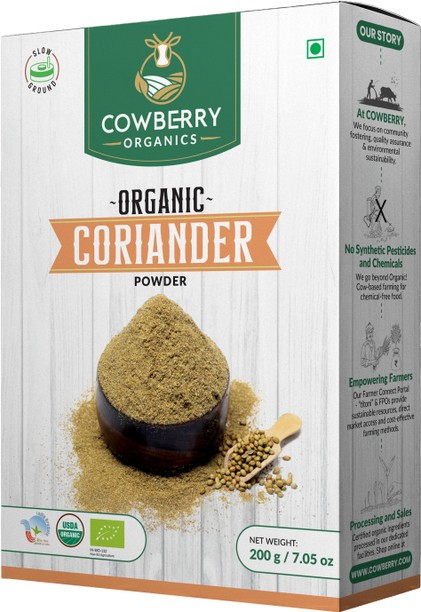 SLOW
GROUND
COWBERRY
ORGANICS
~ORGANIC~
CORIANDER
POWDER
USDA
ORGANIC
NET WEIGHT:
200 g / 7.05 oz
OUR STORY
At COWBERRY,
We focus on community
fostering, quality assurance
& environmental
sustainability.
X
No Synthetic Pesticides
and Chemicals
We go beyond Organic!
Cow-based farming for
chemical-free food.
Empowering Farmers
Our Farmer Connect Portal
& FPOs provide
sustainable resources, direct
market access and cost-effective
farming methods.
Processing and Sales
Certified organic ingredients
processed in our dedicated
facilities. Shop online at
WWW.COWBERRY.COM